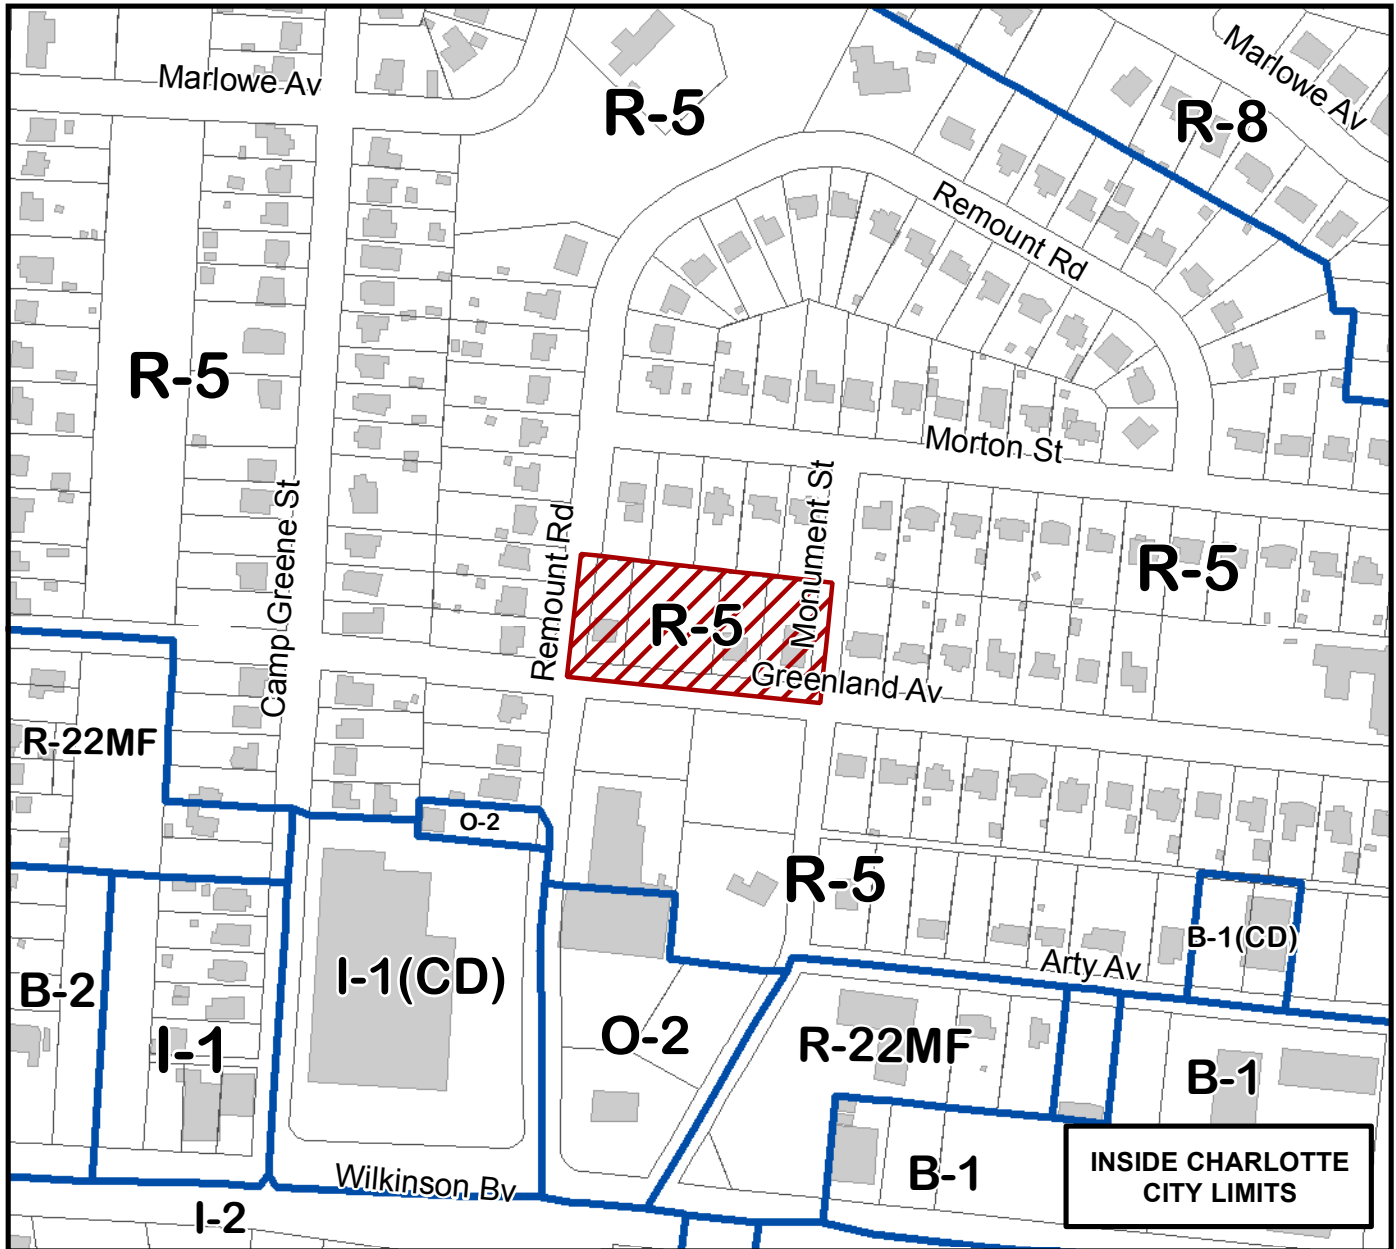 Marlowe Av
R-5
R-8
Marlowe Av
Remount Rd
R-5
Morton St
Camp Greene St
Remount Rd
Monument St
R-5
R-5
Greenland Av
R-22MF
O-2
R-5
B-1(CD)
Arty Av
I-1(CD)
B-2
I-1
O-2
R-22MF
B-1
B-1
Wilkinson Bv
I-2
INSIDE CHARLOTTE
CITY LIMITS